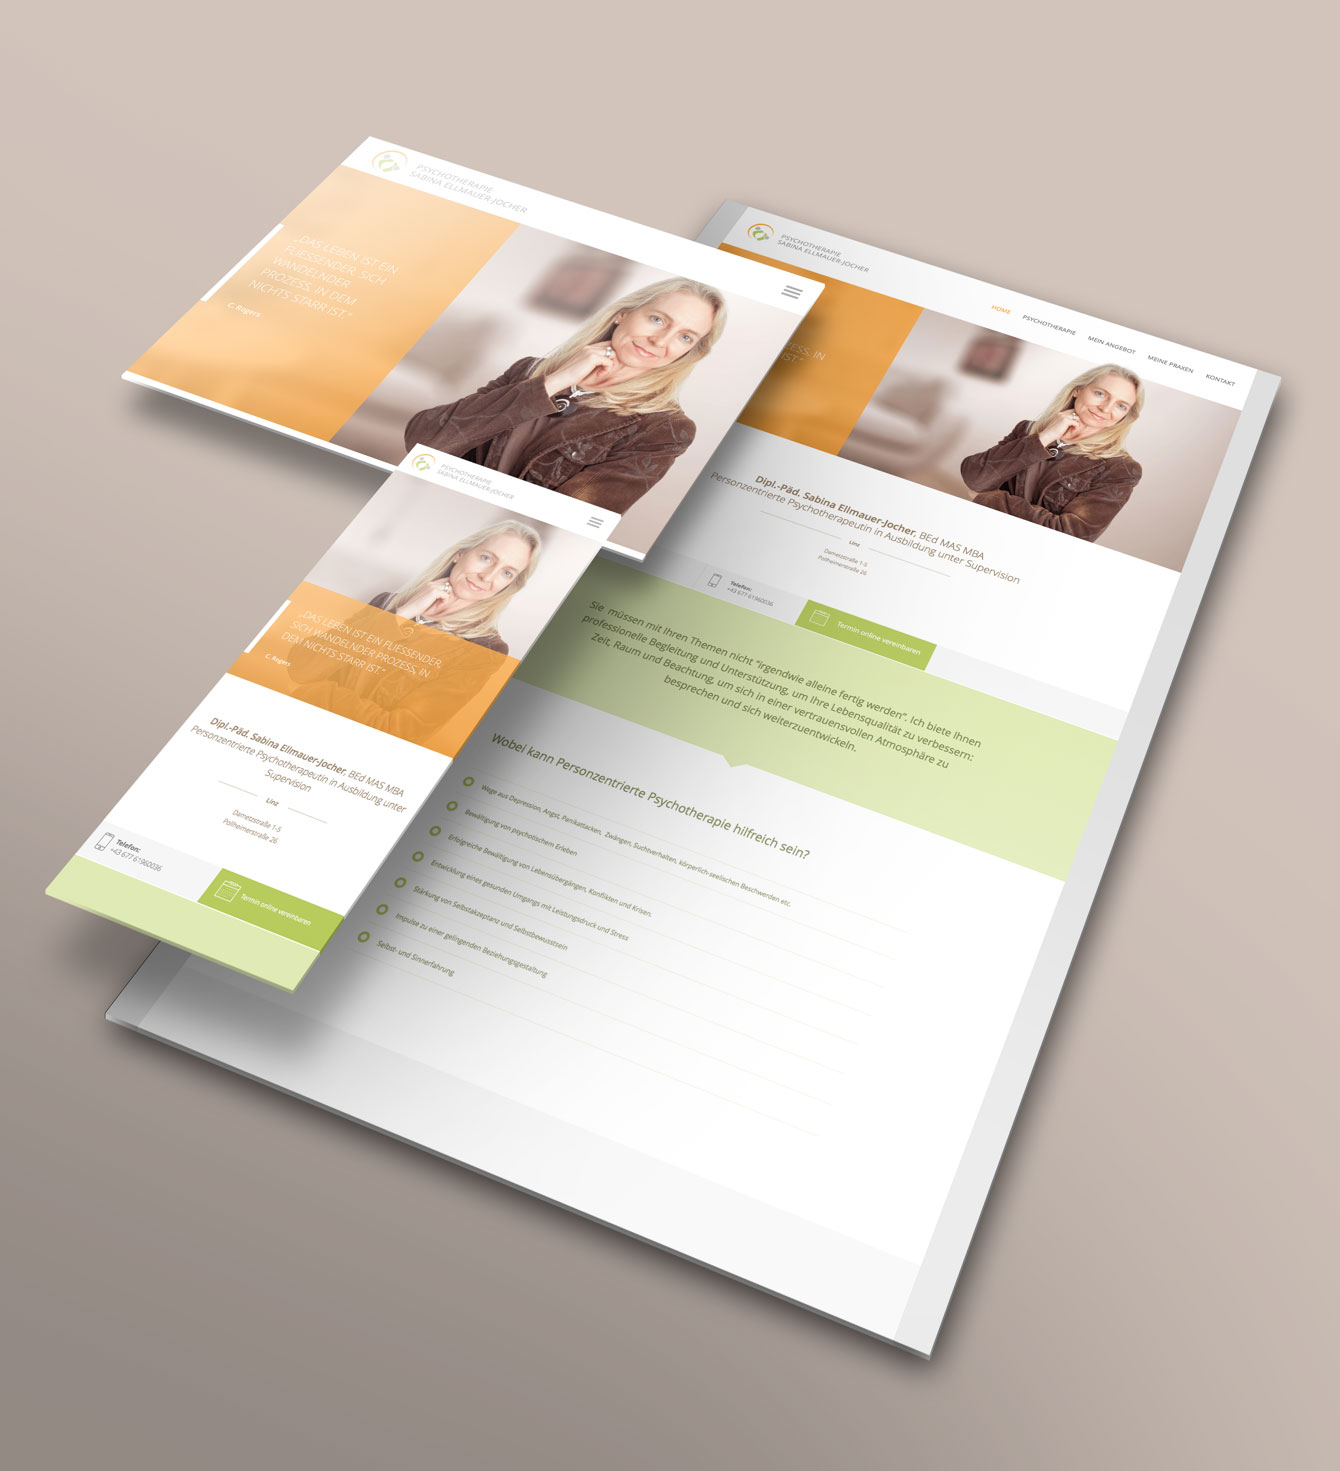 PSYCHOTHERAPIE
SABINA ELLMAUER-JOCHER
„DAS LEBEN IST EIN
FLIESSENDER, SICH
WANDELNDER
PROZESS, IN DEM
NICHTS STARR IST.“
C. Rogers
PSYCHOTHERAPIE
SABINA ELLMAUER-JOCHER
HOME PSYCHOTHERAPIE MEIN ANGEBOT MEINE PRAXEN KONTAKT
PROZESS, IN
IST.“
Dipl.-Päd. Sabina Ellmauer-Jocher, BEd MAS MBA
Personzentrierte Psychotherapeutin in Ausbildung unter Supervision
Linz
Dametzstraße 1-5
Pollheimerstraße 26
Telefon:
+43 677 61960036
Termin online vereinbaren
Sie müssen mit Ihren Themen nicht “irgendwie alleine fertig werden”. Ich biete Ihnen
professionelle Begleitung und Unterstützung, um Ihre Lebensqualität zu verbessern:
Zeit, Raum und Beachtung, um sich in einer vertrauensvollen Atmosphäre zu
besprechen und sich weiterzuentwickeln.
Wobei kann Personzentrierte Psychotherapie hilfreich sein?
Wege aus Depression, Angst, Panikattacken, Zwängen, Suchtverhalten, körperlich-seelischen Beschwerden etc.
Bewältigung von psychotischem Erleben
Erfolgreiche Bewältigung von Lebensübergängen, Konflikten und Krisen.
Entwicklung eines gesunden Umgangs mit Leistungsdruck und Stress
Stärkung von Selbstakzeptanz und Selbstbewusstsein
Impulse zu einer gelingenden Beziehungsgestaltung
Selbst- und Sinnerfahrung
PSYCHOTHERAPIE
SABINA ELLMAUER-JOCHER
„DAS LEBEN IST EIN FLIESSENDER,
SICH WANDELNDER PROZESS, IN
DEM NICHTS STARR IST.“
C. Rogers
Dipl.-Päd. Sabina Ellmauer-Jocher, BEd MAS MBA
Personzentrierte Psychotherapeutin in Ausbildung unter
Supervision
Linz
Dametzstraße 1-5
Pollheimerstraße 26
Telefon:
+43 677 61960036
Termin online vereinbaren